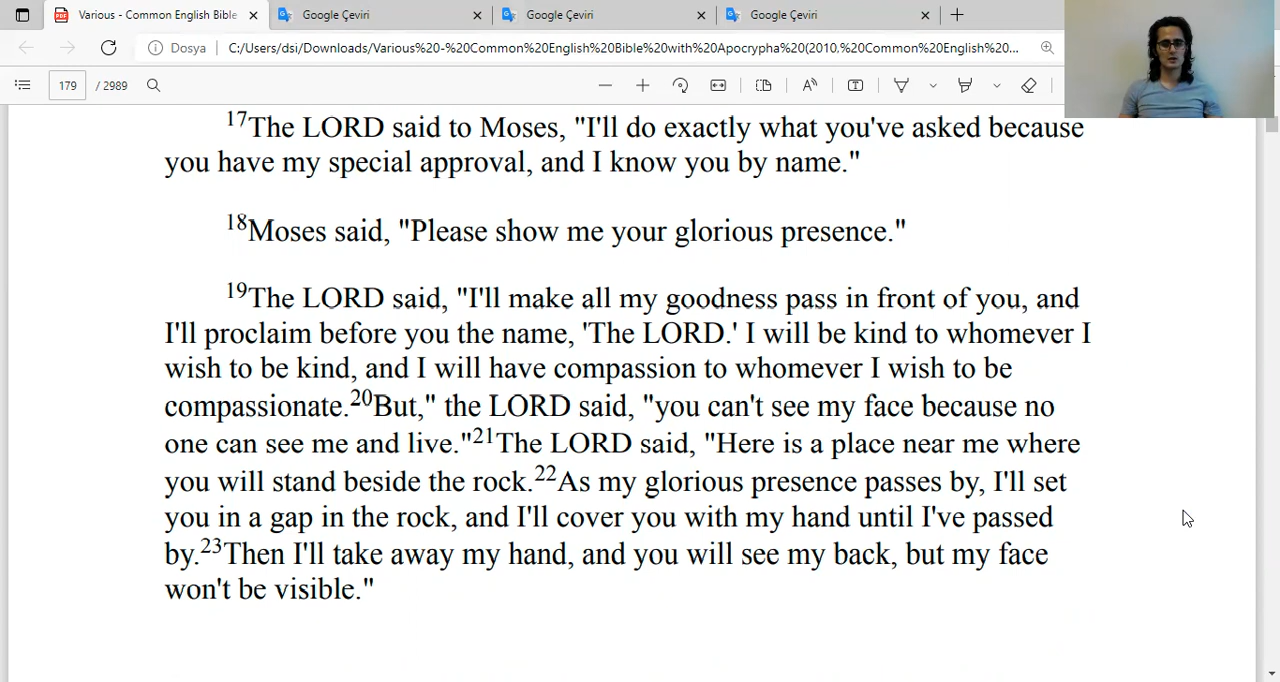 Various - Common English Bible
Google Çeviri
Google Çeviri
Google Çeviri
Dosya
C:/Users/dsi/Downloads/Various%20-%20Common%20English%20Bible%20with%20Apocrypha%20(2010.%20Common%20English%20...
179 / 2989
17The LORD said to Moses, "I'll do exactly what you've asked because
you have my special approval, and I know you by name."
18Moses said, "Please show me your glorious presence."
19The LORD said, "I'll make all my goodness pass in front of you, and
I'll proclaim before you the name, 'The LORD.' I will be kind to whomever I
wish to be kind, and I will have compassion to whomever I wish to be
compassionate.20But," the LORD said, "you can't see my face because no
one can see me and live."21The LORD said, "Here is a place near me where
you will stand beside the rock.22As my glorious presence passes by, I'll set
you in a gap in the rock, and I'll cover you with my hand until I've passed
by.23Then I'll take away my hand, and you will see my back, but my face
won't be visible."